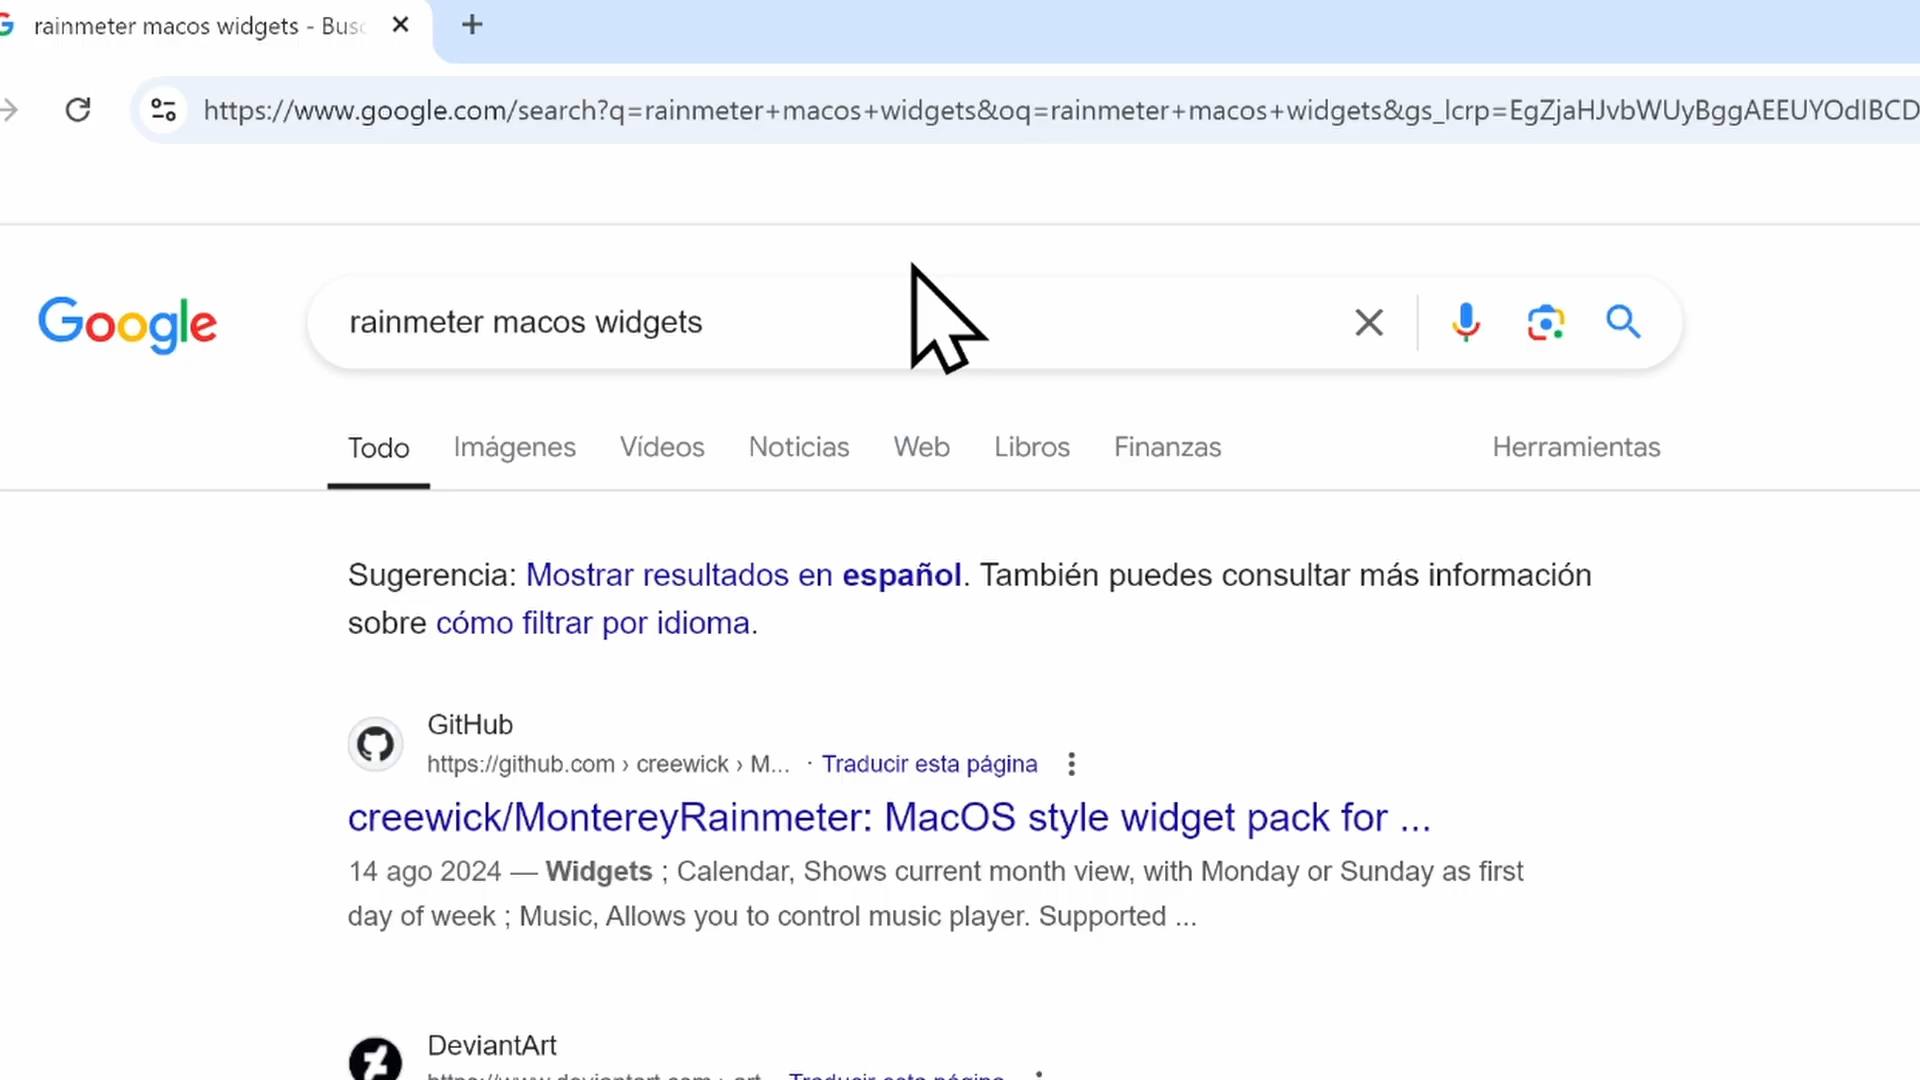 rainmeter macos widgets - Bus
https://www.google.com/search?q=rainmeter+macos+widgets&oq=rainmeter+macos+widgets&gs_lcrp=EgZjaHJvbWUyBggAEEUYOdIBCD
Google
rainmeter macos widgets
Todo Imágenes Vídeos Noticias Web Libros Finanzas Herramientas
Sugerencia: Mostrar resultados en español. También puedes consultar más información
sobre cómo filtrar por idioma.
GitHub
https://github.com › creewick › M... · Traducir esta página
creewick/MontereyRainmeter: MacOS style widget pack for ...
14 ago 2024 — Widgets ; Calendar, Shows current month view, with Monday or Sunday as first
day of week ; Music, Allows you to control music player. Supported ...
DeviantArt
https://www.deviantart.com › art ... Traducir esta página